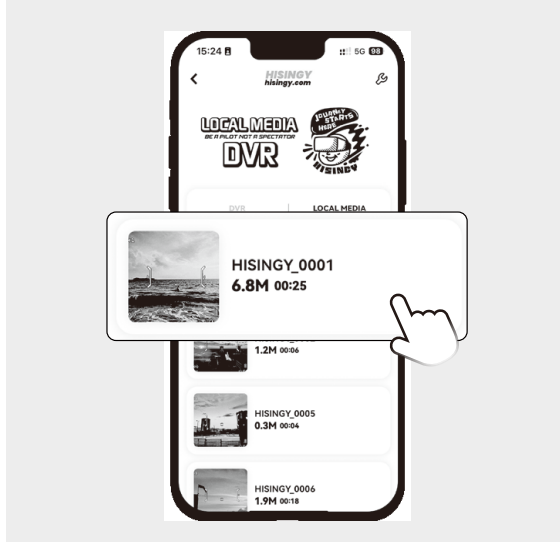 15:24 5G 93
HISINGY
hisingy.com
LOCAL MEDIA
BE A PILOT NOT A SPECTATOR
DVR
JOURNEY
STARTS
HERE
HISINGY
DVR | LOCAL MEDIA
HISINGY_0001
6.8M 00:25
1.2M 00:06
HISINGY_0005
0.3M 00:04
HISINGY_0006
1.9M 00:18